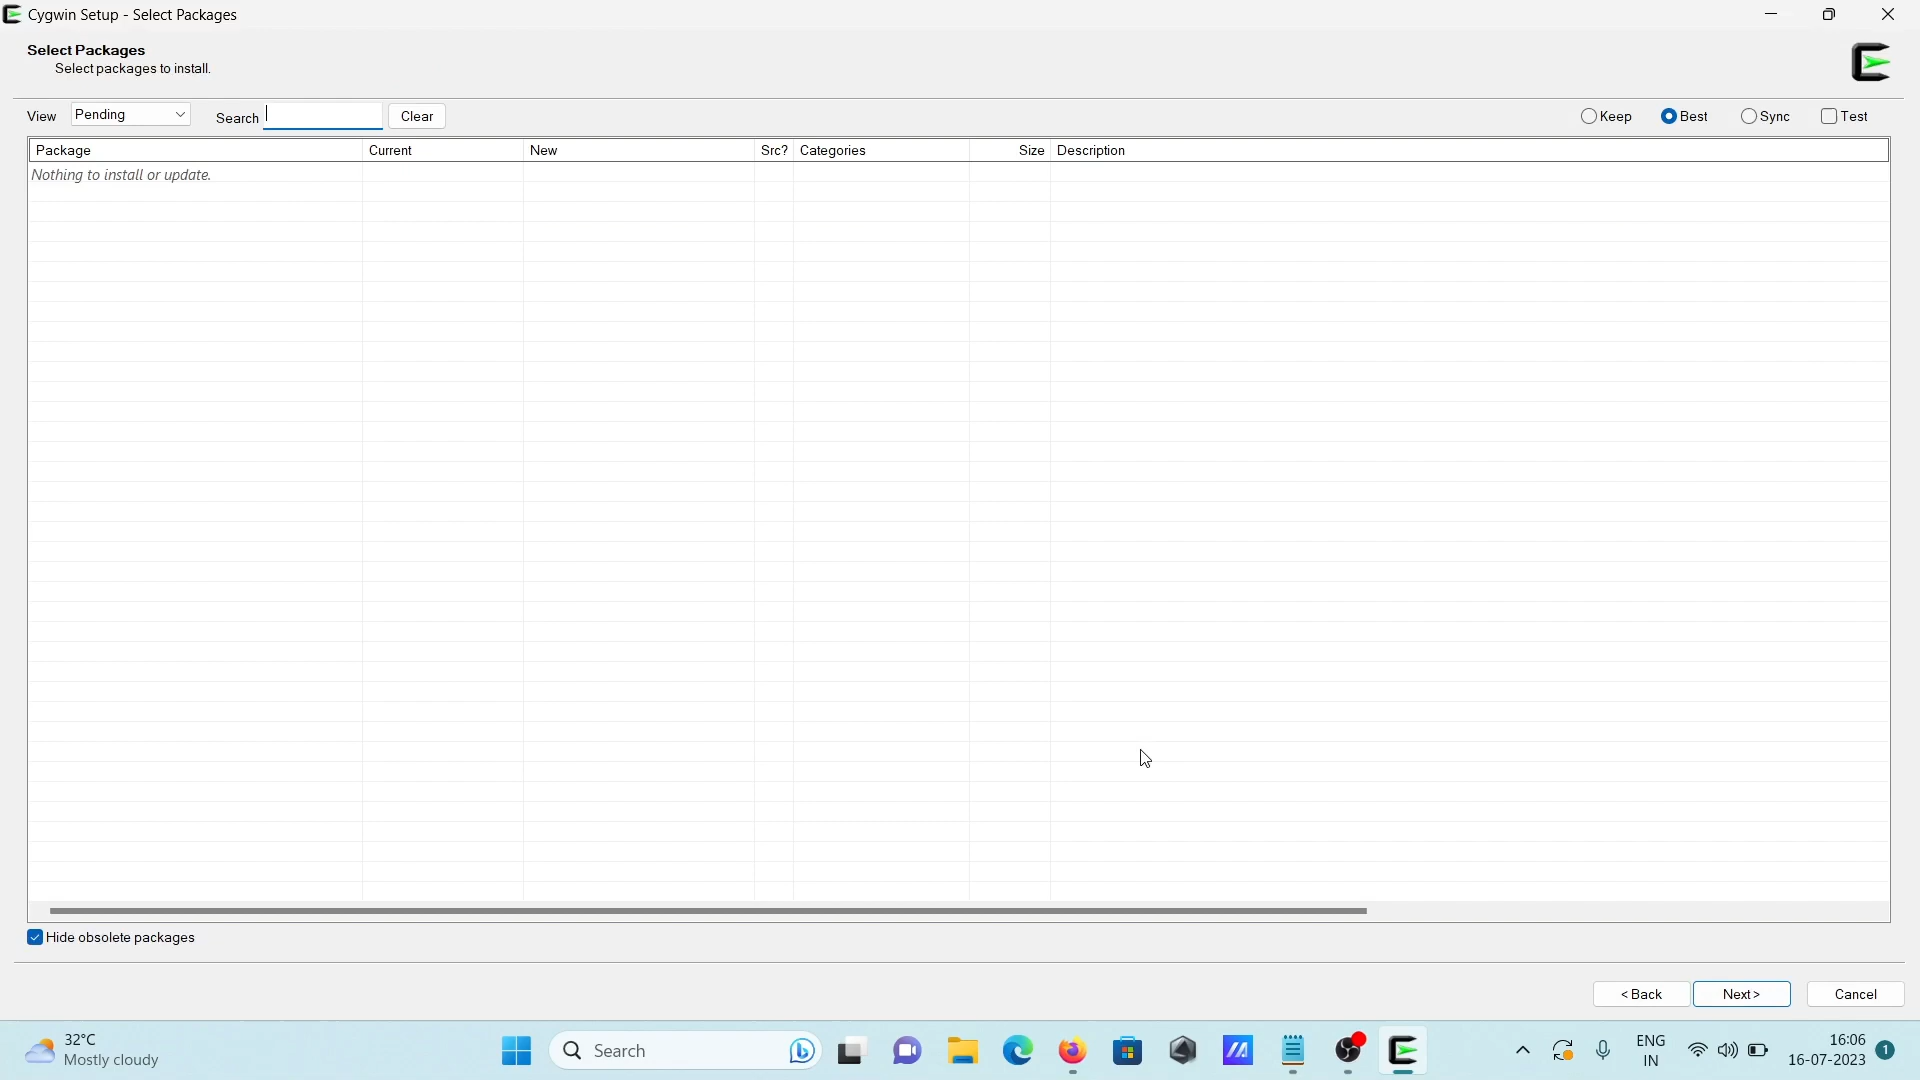 Cygwin Setup - Select Packages
Select Packages
Select packages to install.
View Pending Search Clear Keep Best Sync Test
Package Current New Src? Categories Size Description
Nothing to install or update.
Hide obsolete packages
< Back Next > Cancel
32°C
Mostly cloudy
Search
ENG
IN
16:06
16-07-2023
1